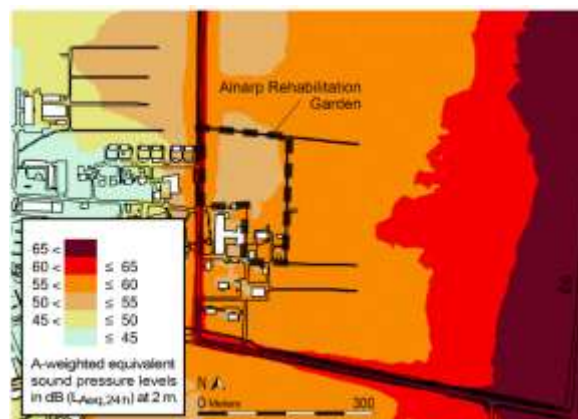 Alnarp Rehabilitation
Garden
65 <
60 < ≤ 65
55 < ≤ 60
50 < ≤ 55
45 < ≤ 50
≤ 45
A-weighted equivalent
sound pressure levels
in dB (LAeq,24h) at 2 m.
N
0 Meters 300